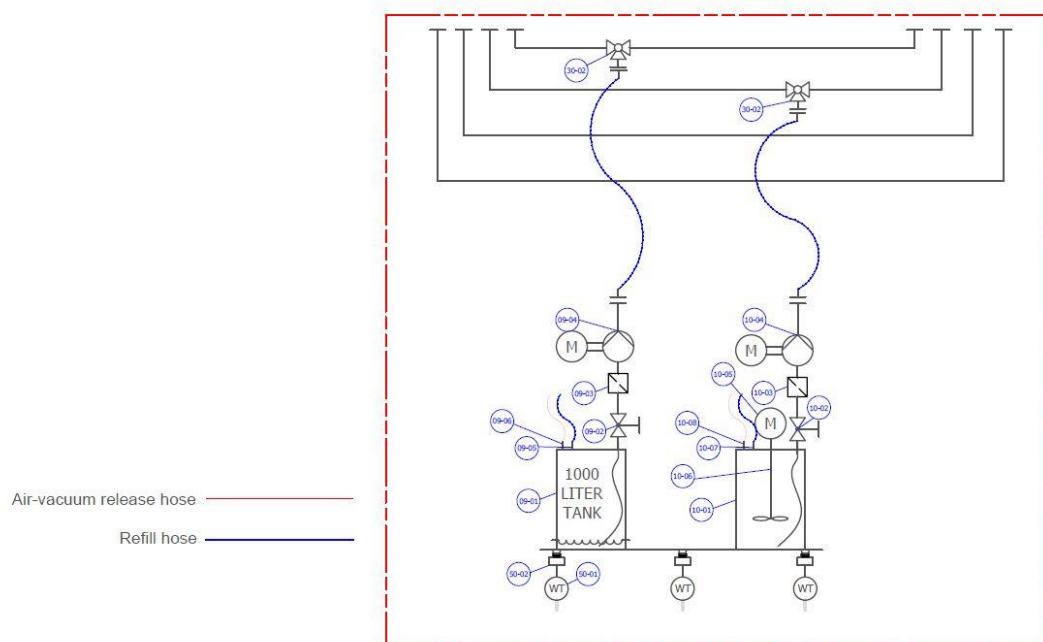 30-02
30-02
09-04
10-04
M
M
09-03
10-05
10-03
09-06
09-02
10-08
M
10-02
09-05
10-07
1000
LITER
TANK
10-06
09-01
10-01
Air-vacuum release hose
Refill hose
50-02
50-01
WT
WT
WT